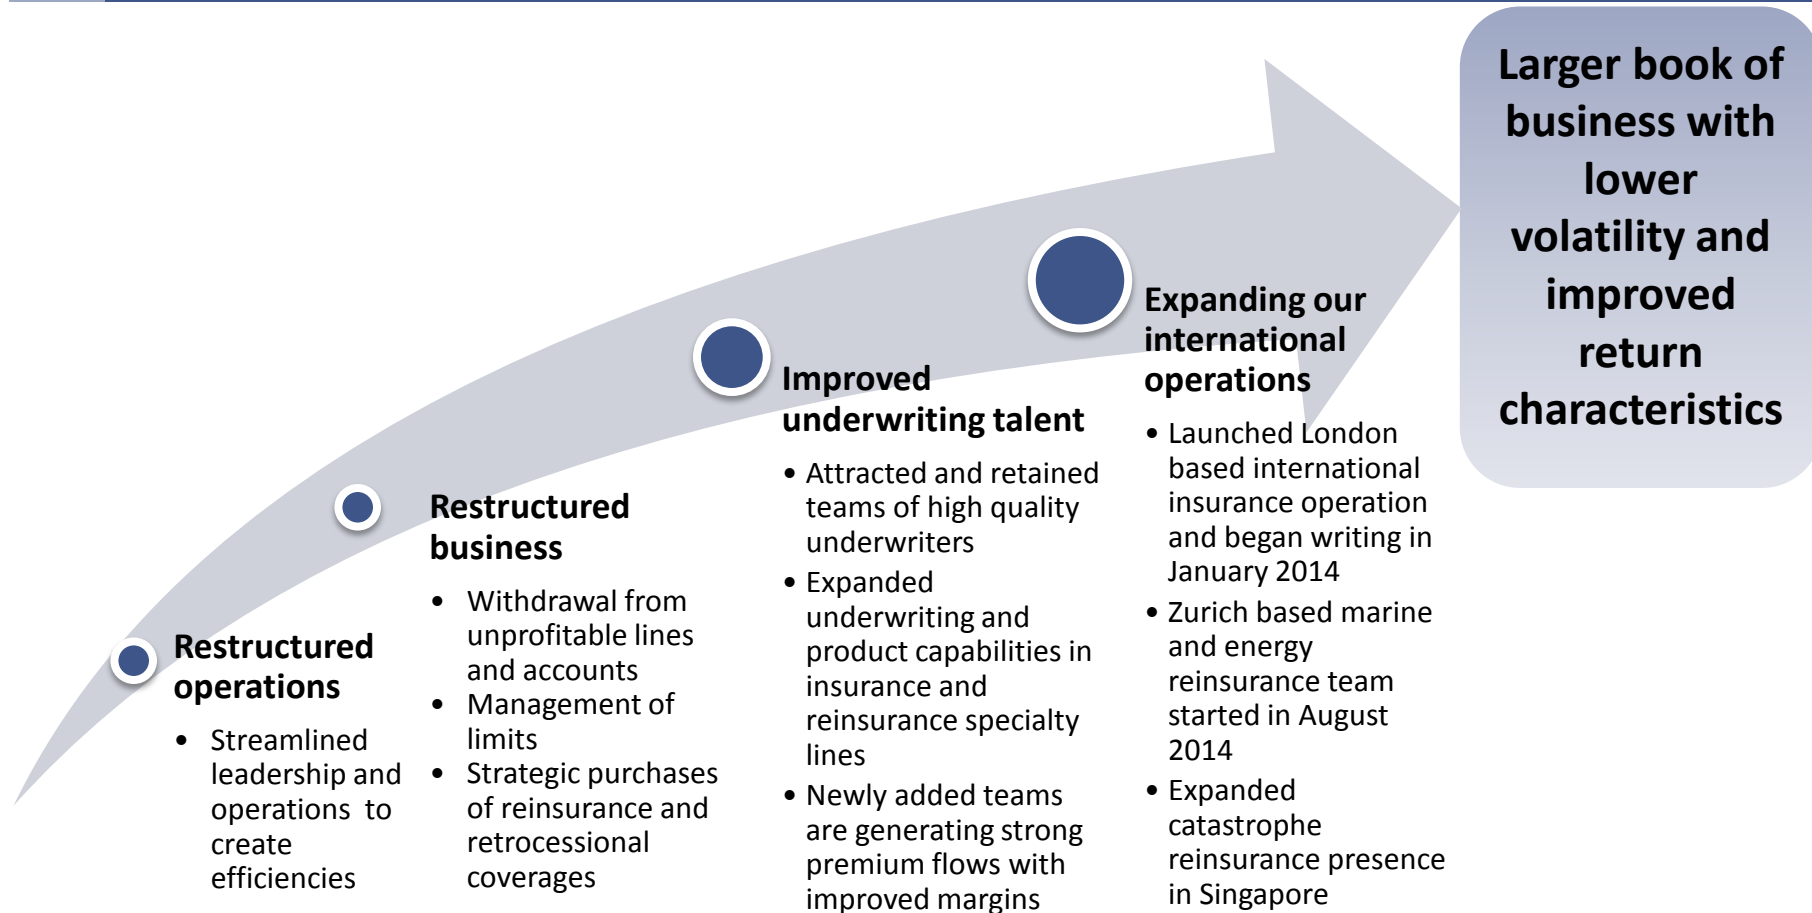 Larger book of
business with
lower
volatility and
improved
return
characteristics
Restructured
operations
• Streamlined
leadership and
operations to
create
efficiencies
Restructured
business
• Withdrawal from
unprofitable lines
and accounts
• Management of
limits
• Strategic purchases
of reinsurance and
retrocessional
coverages
Improved
underwriting talent
• Attracted and retained
teams of high quality
underwriters
• Expanded
underwriting and
product capabilities in
insurance and
reinsurance specialty
lines
• Newly added teams
are generating strong
premium flows with
improved margins
Expanding our
international
operations
• Launched London
based international
insurance operation
and began writing in
January 2014
• Zurich based marine
and energy
reinsurance team
started in August
2014
• Expanded
catastrophe
reinsurance presence
in Singapore